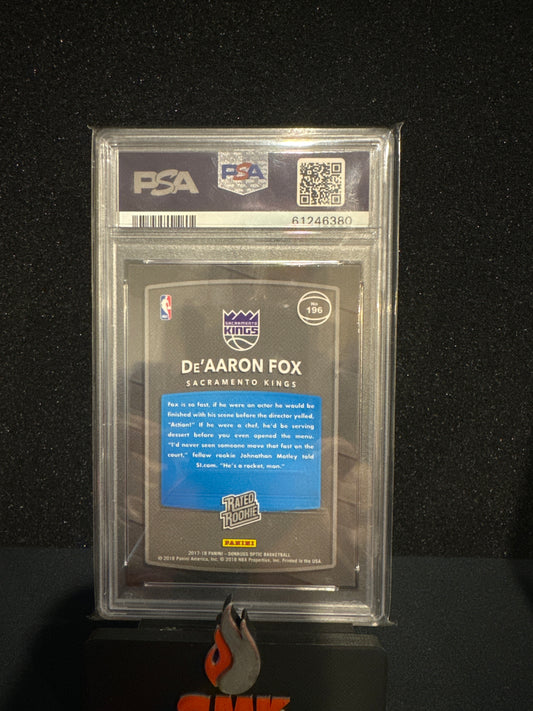 PSA
PSA
61246380
SACRAMENTO
KINGS
No
196
De'AARON FOX
SACRAMENTO KINGS
Fox is so fast, if he were an actor he would be
finished with his scene before the director yelled,
"Action!" If he were a chef, he'd be serving
dessert before you even opened the menu.
"I'd never seen someone move that fast on the
court," fellow rookie Johnathan Motley told
SI.com. "He's a rocket, man."
RATED
ROOKIE
PANINI
2017-18 PANINI – DONRUSS OPTIC BASKETBALL
© 2018 Panini America, Inc. © 2018 NBA Properties, Inc. Printed in the USA